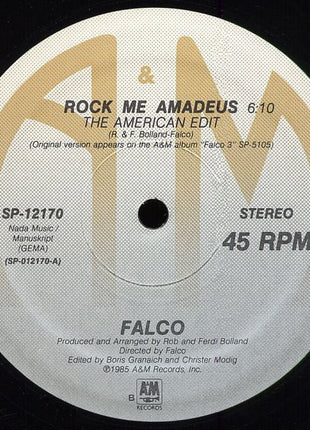 &
A M
ROCK ME AMADEUS 6:10
THE AMERICAN EDIT
(R. & F. Bolland-Falco)
(Original version appears on the A&M album "Falco 3" SP-5105)
SP-12170
STEREO
Nada Music /
Manuskript
(GEMA)
45 RPM
(SP-012170-A)
FALCO
Produced and Arranged by Rob and Ferdi Bolland
Directed by Falco
Edited by Boris Granaich and Christer Modig
Ⓟ1985 A&M Records, Inc.
B
A&M
RECORDS